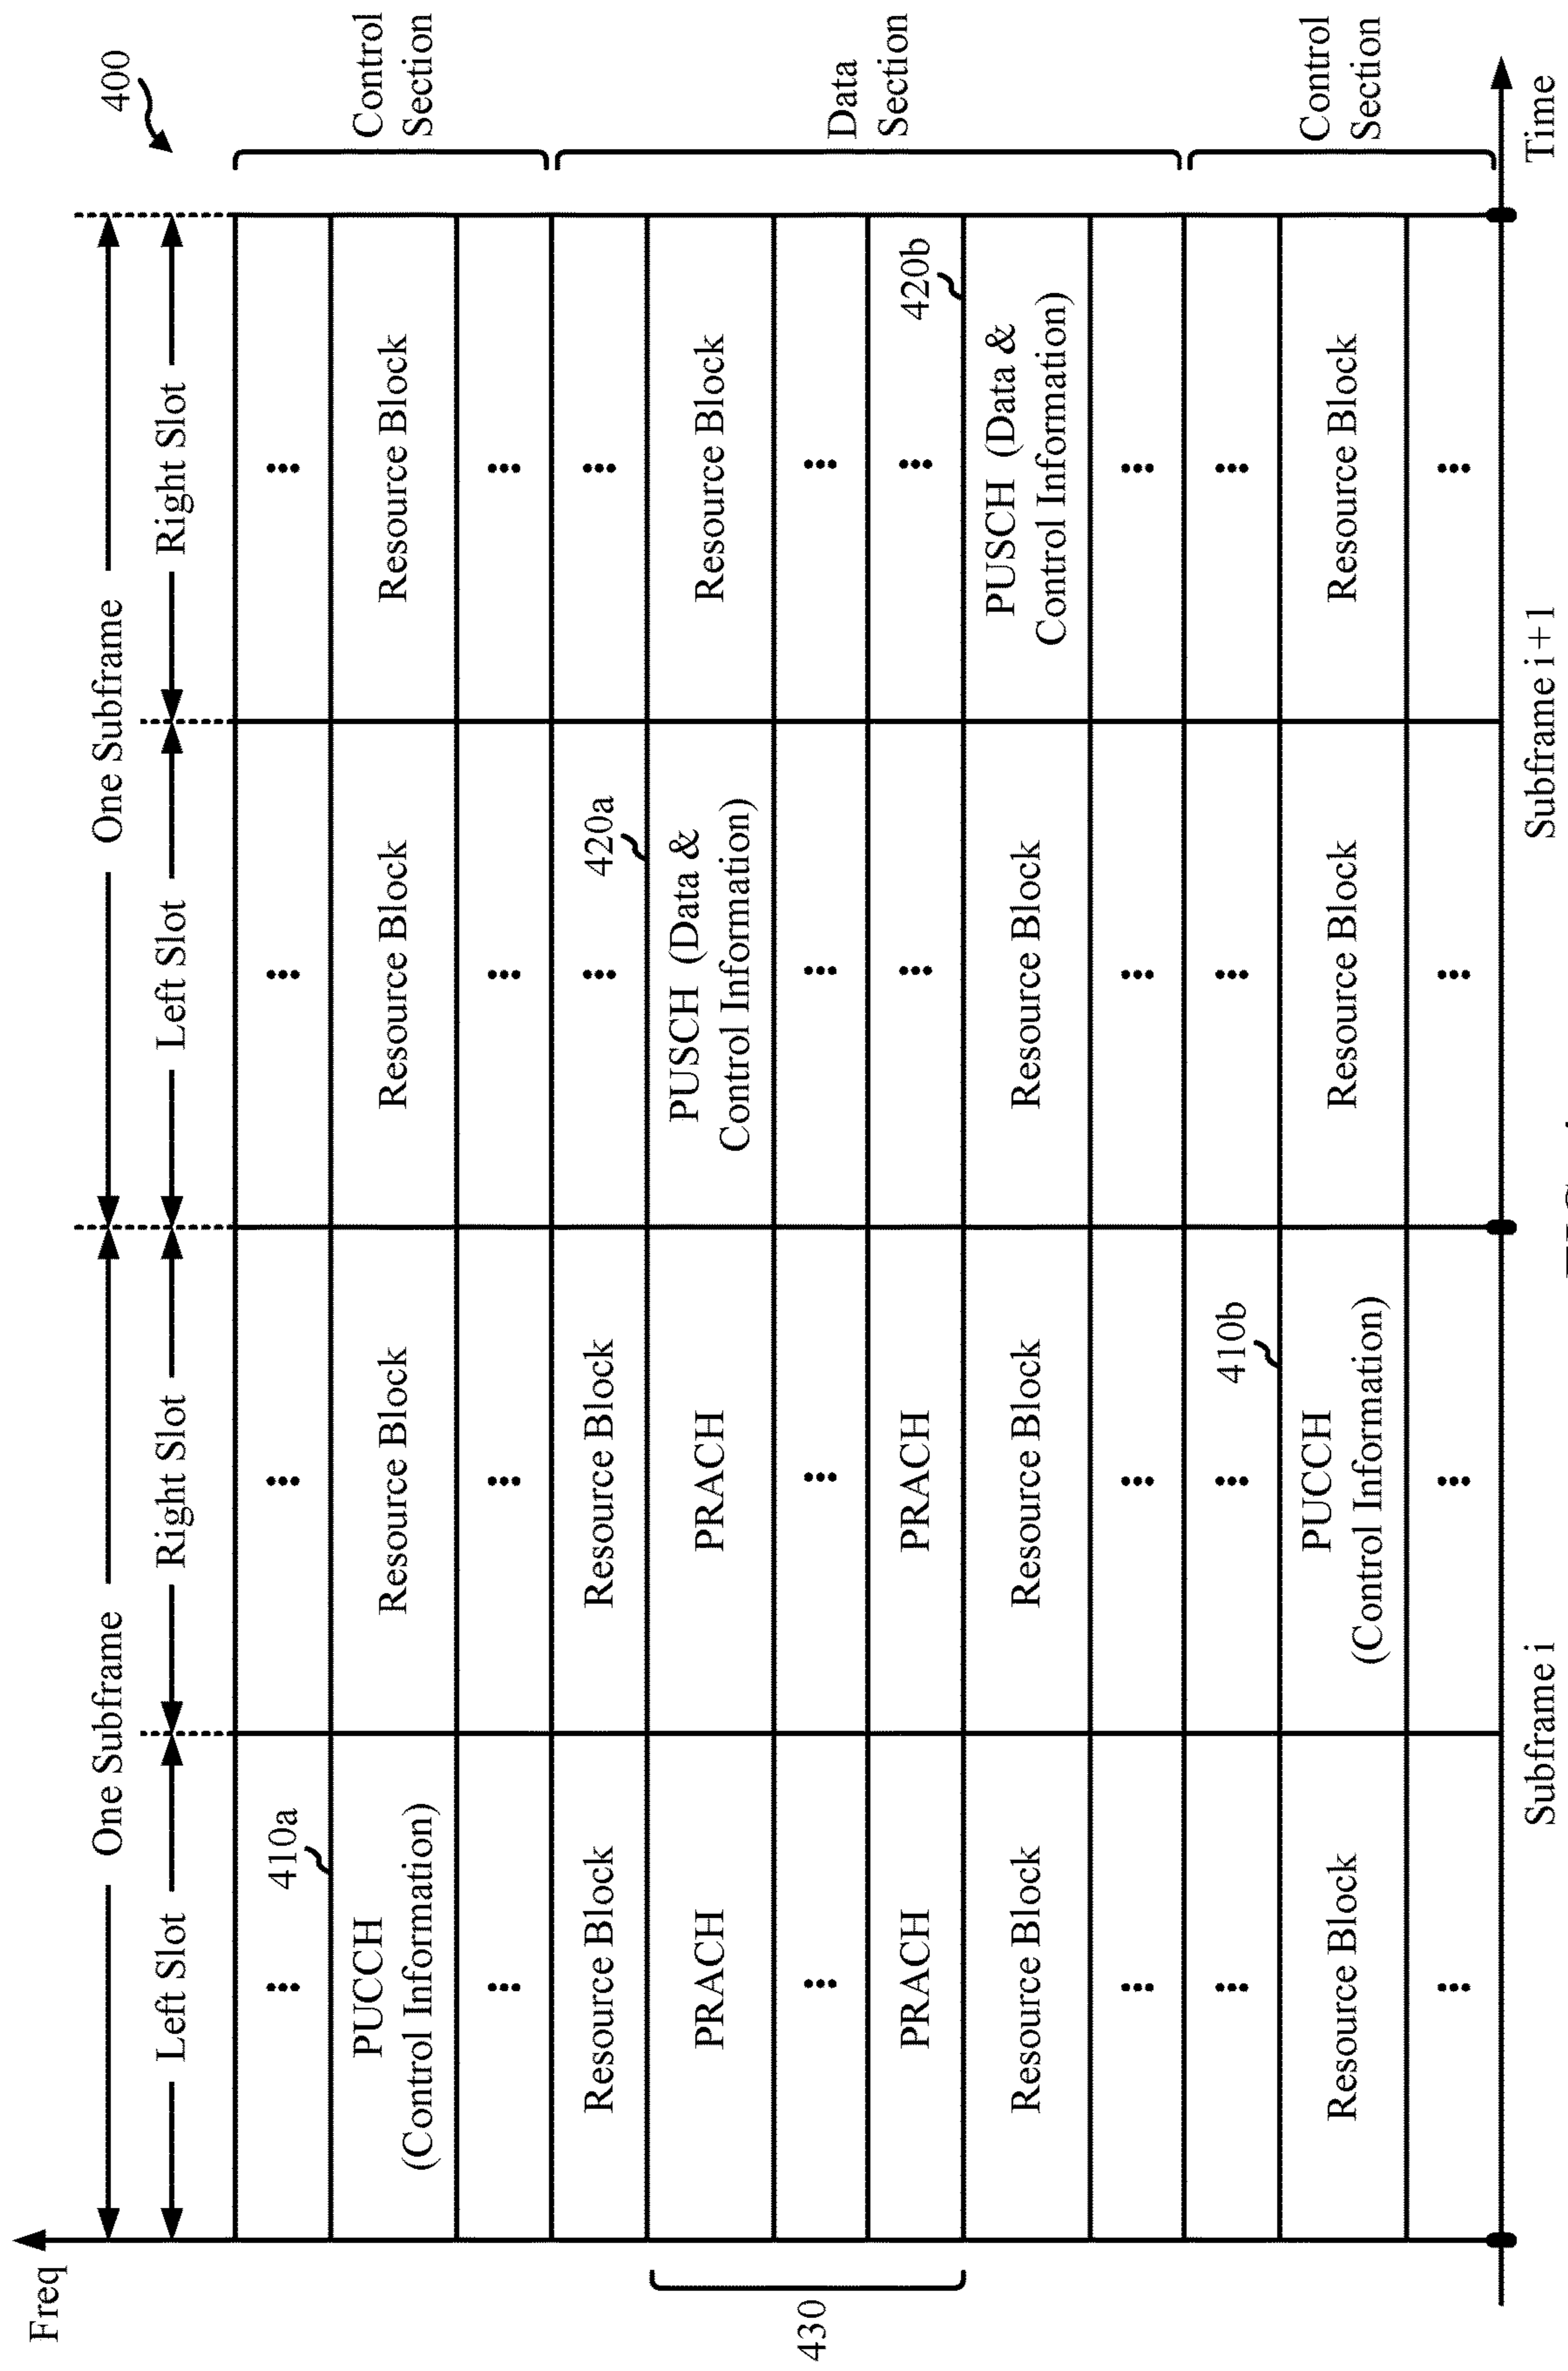 400
One Subframe
One Subframe
Left Slot
Right Slot
Left Slot
Right Slot
Freq
⋮
410a
⋮
⋮
⋮
PUCCH
(Control Information)
Resource Block
Resource Block
Resource Block
Control
Section
⋮
⋮
⋮
⋮
Resource Block
Resource Block
⋮
420a
⋮
PRACH
PRACH
PUSCH (Data &
Control Information)
Resource Block
430
⋮
⋮
⋮
⋮
Data
Section
PRACH
PRACH
⋮
⋮
420b
Resource Block
Resource Block
Resource Block
PUSCH (Data &
Control Information)
⋮
⋮
⋮
⋮
⋮
⋮
410b
⋮
⋮
Resource Block
PUCCH
(Control Information)
Resource Block
Resource Block
Control
Section
⋮
⋮
⋮
⋮
Subframe i
Subframe i+1
Time